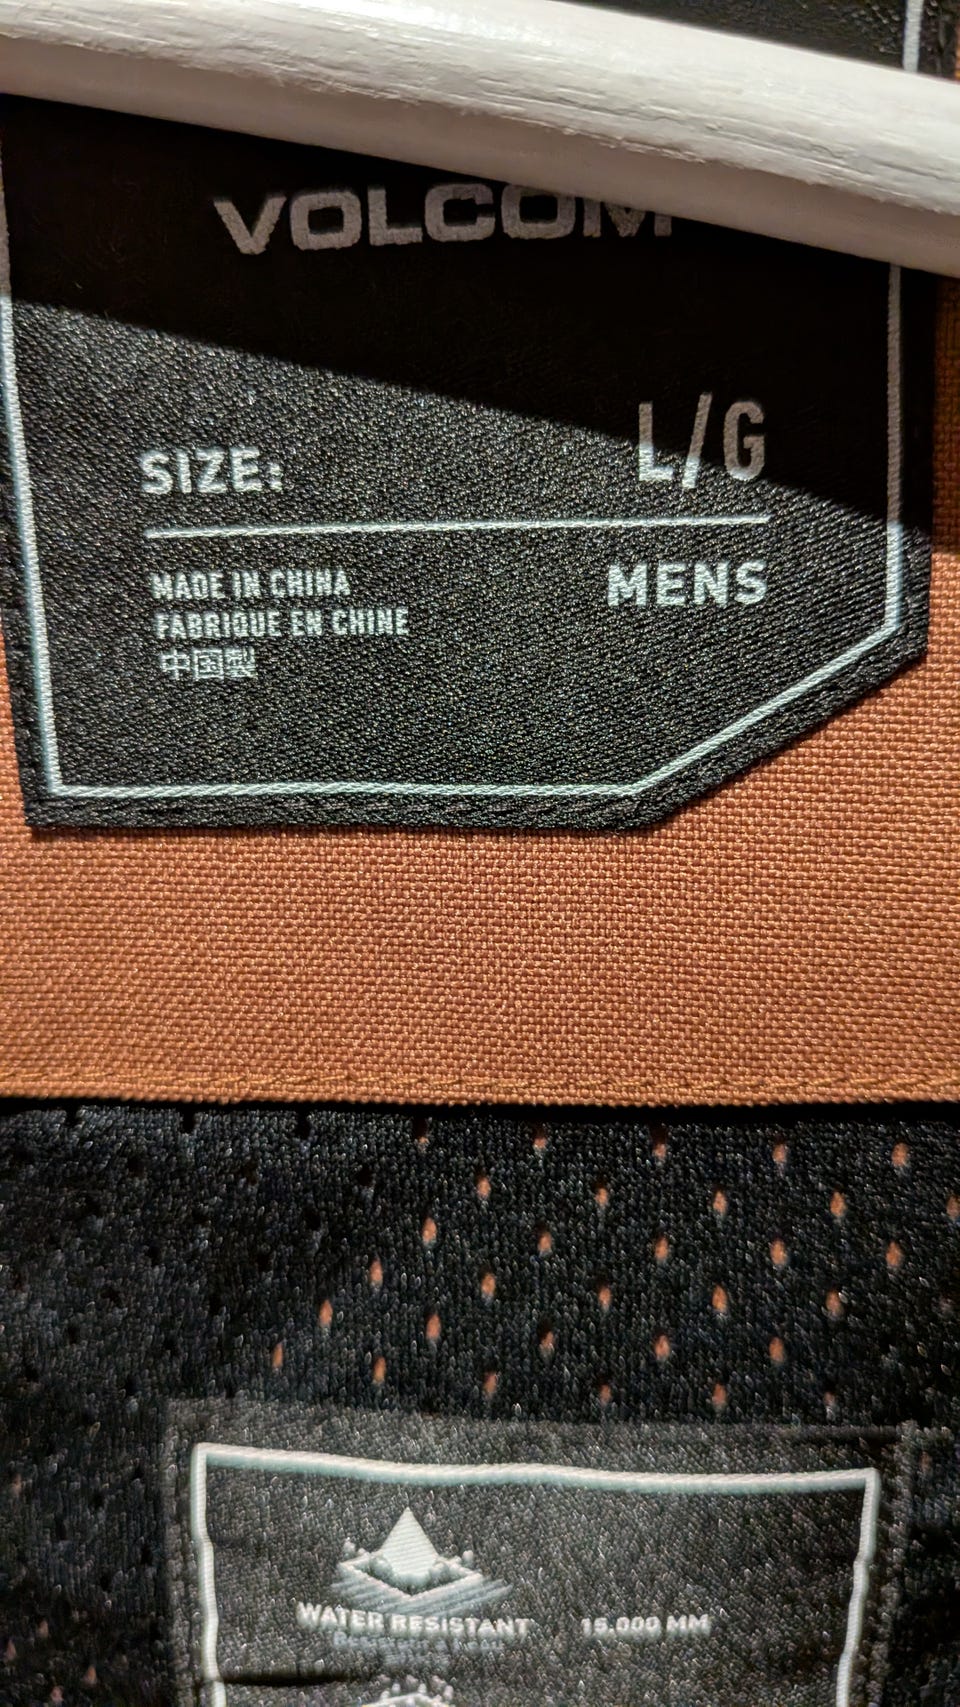 VOLCOM
SIZE: L/G
MENS
MADE IN CHINA
FABRIQUE EN CHINE
中国製
WATER RESISTANT 15.000 MM